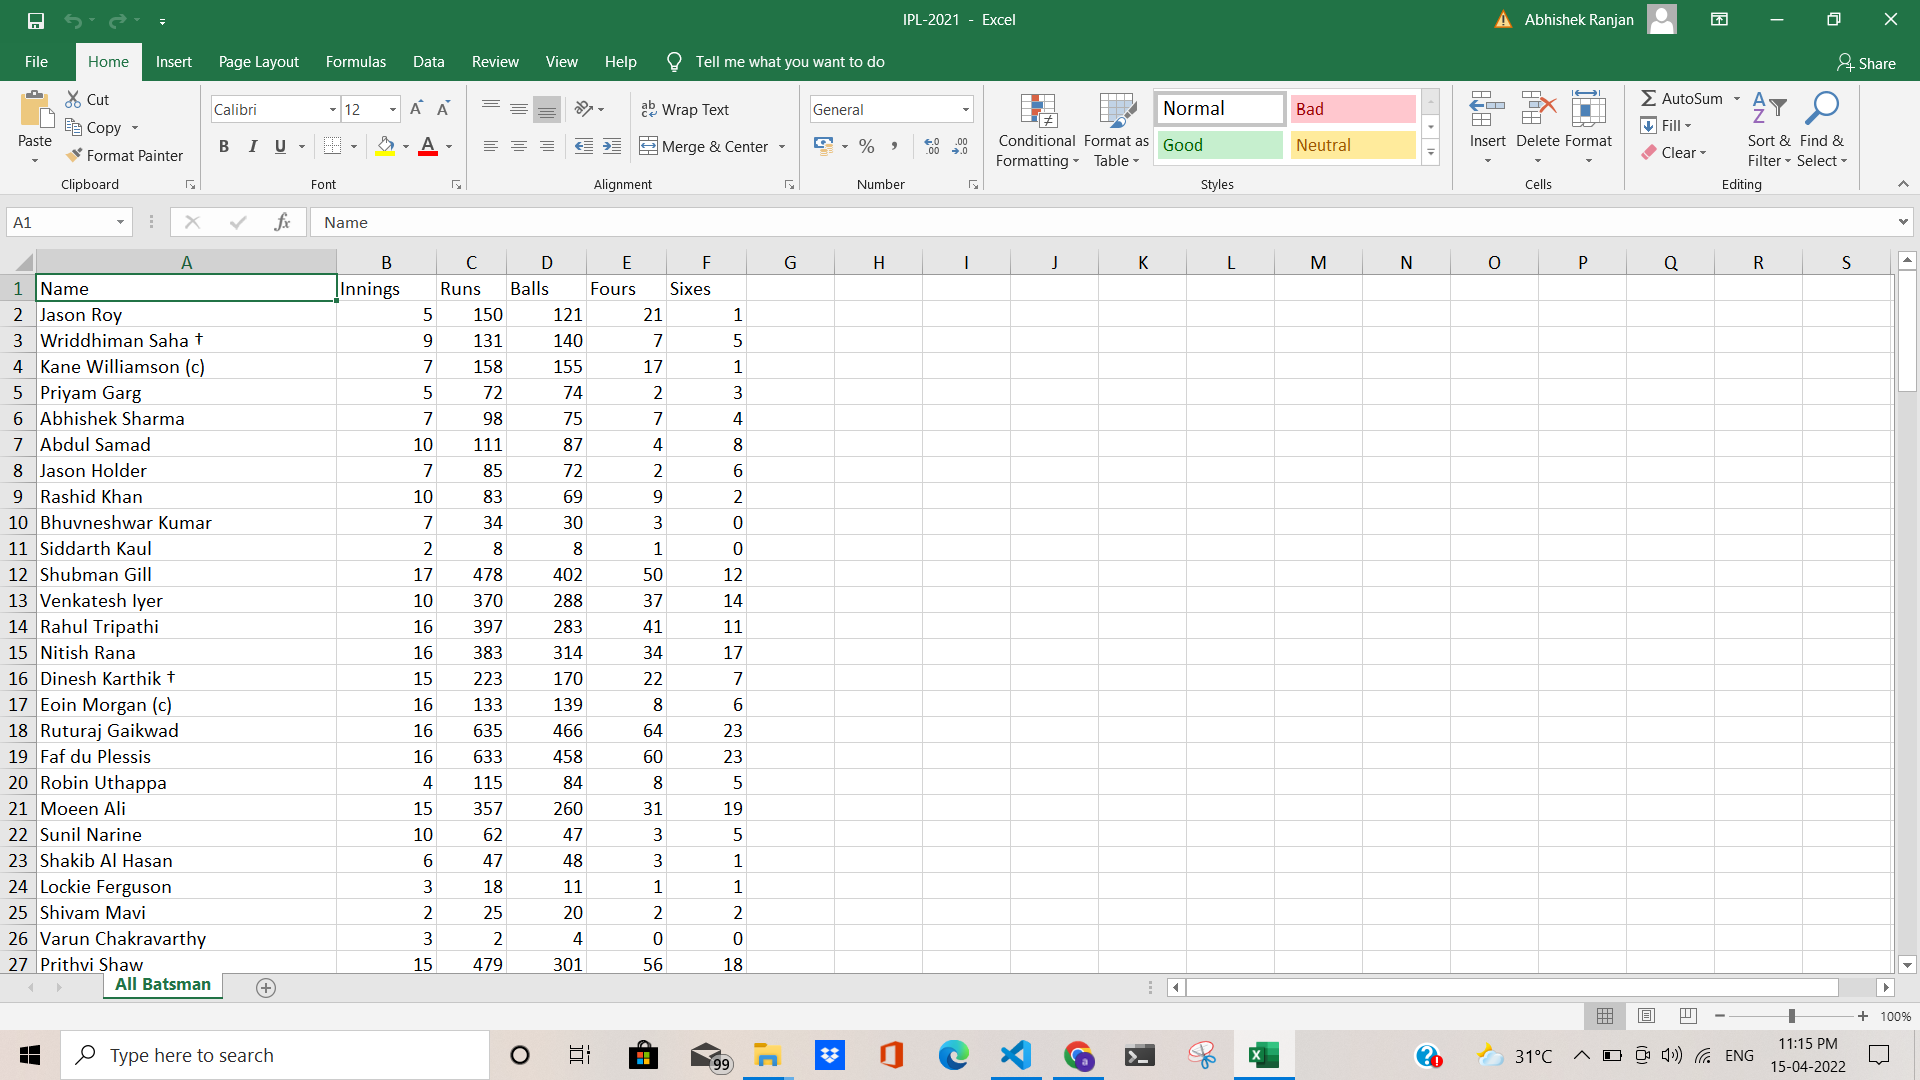 IPL-2021 - Excel
Abhishek Ranjan
File Home Insert Page Layout Formulas Data Review View Help Tell me what you want to do
Share
Paste
Cut
Copy
Format Painter
Clipboard
Calibri 12
B I U
Font
Wrap Text
Merge & Center
Alignment
General
Number
Conditional Formatting
Format as Table
Normal Bad
Good Neutral
Styles
Insert Delete Format
Cells
AutoSum
Fill
Clear
Sort & Filter
Find & Select
Editing
A1 fx Name
A B C D E F G H I J K L M N O P Q R S
1 Name Innings Runs Balls Fours Sixes
2 Jason Roy 5 150 121 21 1
3 Wriddhiman Saha † 9 131 140 7 5
4 Kane Williamson (c) 7 158 155 17 1
5 Priyam Garg 5 72 74 2 3
6 Abhishek Sharma 7 98 75 7 4
7 Abdul Samad 10 111 87 4 8
8 Jason Holder 7 85 72 2 6
9 Rashid Khan 10 83 69 9 2
10 Bhuvneshwar Kumar 7 34 30 3 0
11 Siddarth Kaul 2 8 8 1 0
12 Shubman Gill 17 478 402 50 12
13 Venkatesh Iyer 10 370 288 37 14
14 Rahul Tripathi 16 397 283 41 11
15 Nitish Rana 16 383 314 34 17
16 Dinesh Karthik † 15 223 170 22 7
17 Eoin Morgan (c) 16 133 139 8 6
18 Ruturaj Gaikwad 16 635 466 64 23
19 Faf du Plessis 16 633 458 60 23
20 Robin Uthappa 4 115 84 8 5
21 Moeen Ali 15 357 260 31 19
22 Sunil Narine 10 62 47 3 5
23 Shakib Al Hasan 6 47 48 3 1
24 Lockie Ferguson 3 18 11 1 1
25 Shivam Mavi 2 25 20 2 2
26 Varun Chakravarthy 3 2 4 0 0
27 Prithvi Shaw 15 479 301 56 18
All Batsman
100%
Type here to search
99
31°C
ENG
11:15 PM
15-04-2022